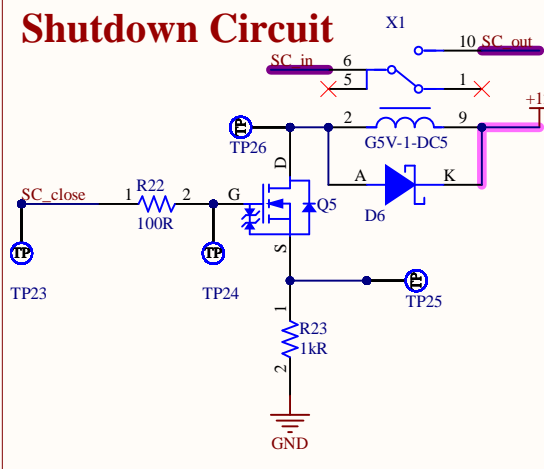 Shutdown Circuit
X1
SC_in
6
5
10
SC_out
1
+1
2
9
TP
TP26
G5V-1-DC5
D
A
K
D6
SC_close
1
R22
2
100R
G
Q5
S
TP
TP23
TP
TP24
TP
TP25
1
R23
1kR
2
GND